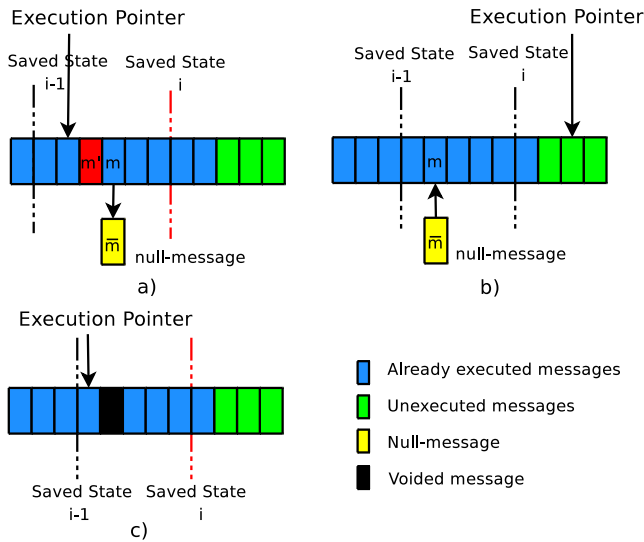 Execution Pointer
Saved State
i-1
Saved State
i
m' m
m̅
null-message
a)
Execution Pointer
Saved State
i-1
Saved State
i
m
m̅
null-message
b)
Execution Pointer
Saved State
i-1
Saved State
i
c)
Already executed messages
Unexecuted messages
Null-message
Voided message